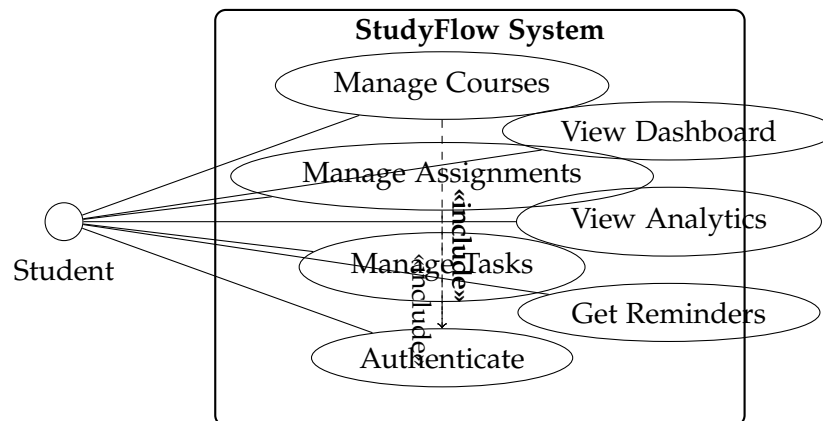 StudyFlow System
Manage Courses
View Dashboard
Manage Assignments
«include»
View Analytics
Student
Manage Tasks
«include»
Get Reminders
Authenticate